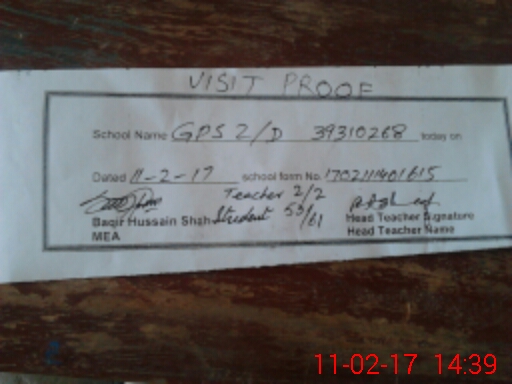 VISIT PROOF
School Name GPS 2/D 39310268 today on
Dated 11-2-17 school form No. 1702111401615
Teacher 2/2
Baqir Hussain Shah Student 53/61 Head Teacher Signature
MEA Head Teacher Name
11-02-17 14:39